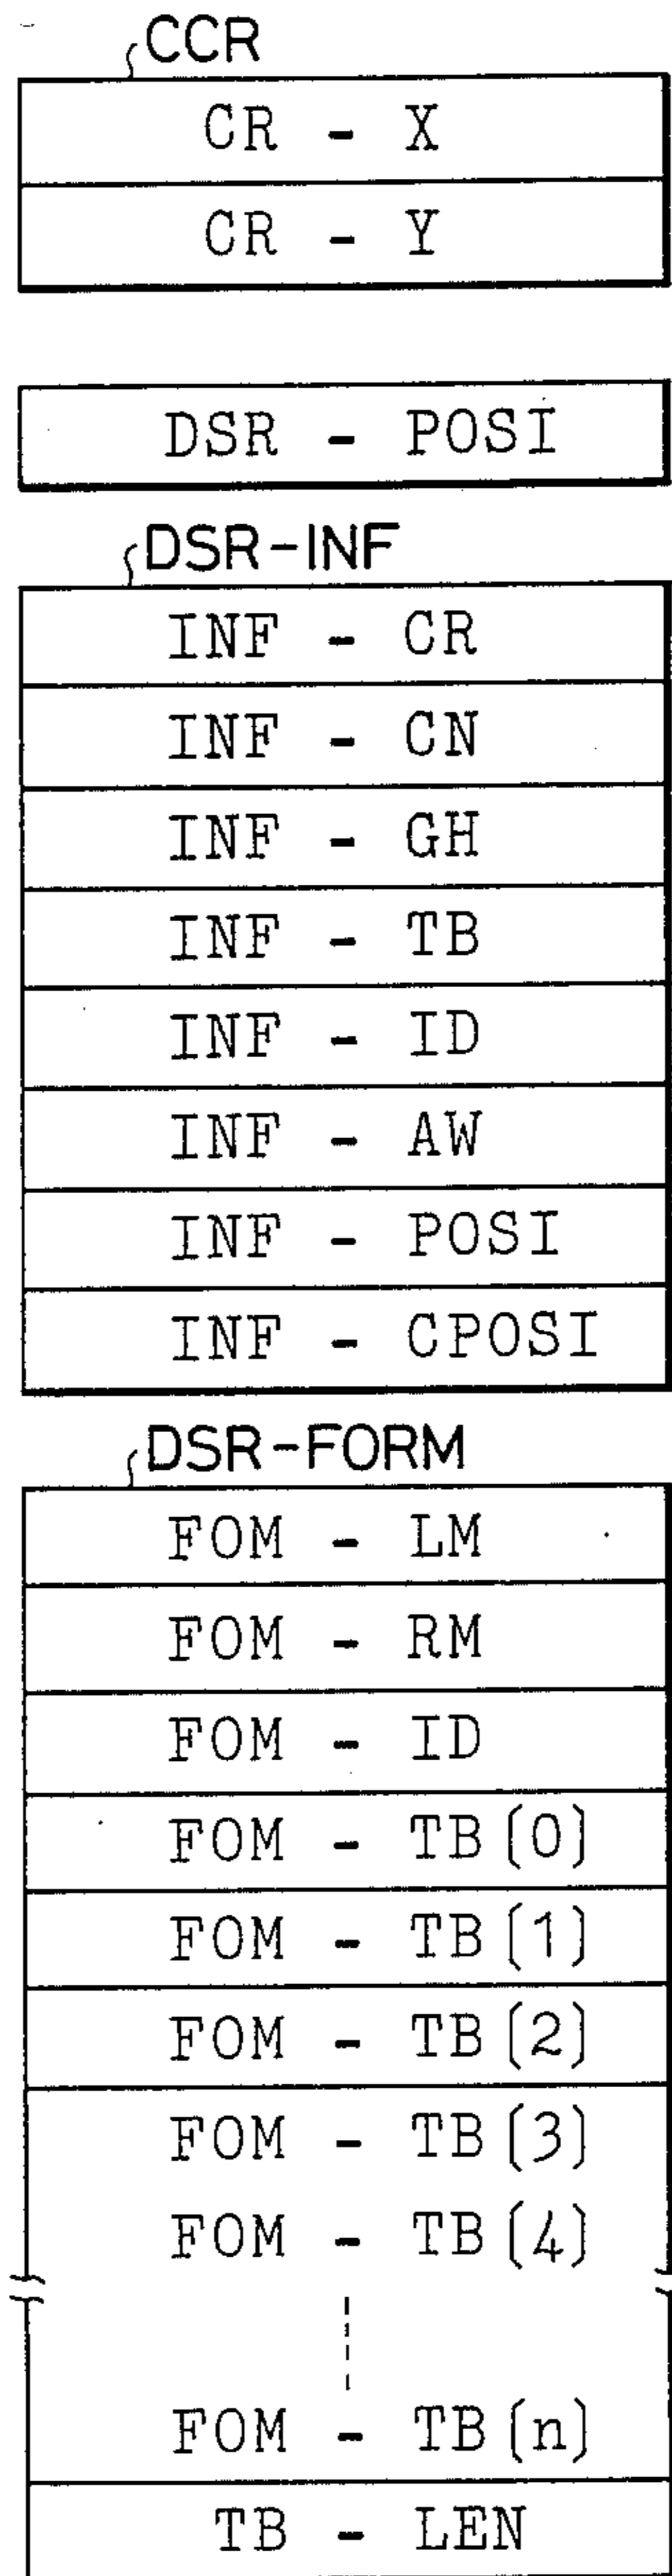 CCR
CR - X
CR - Y
DSR - POSI
DSR-INF
INF - CR
INF - CN
INF - GH
INF - TB
INF - ID
INF - AW
INF - POSI
INF - CPOSI
DSR-FORM
FOM - LM
FOM - RM
FOM - ID
FOM - TB(0)
FOM - TB(1)
FOM - TB(2)
FOM - TB(3)
FOM - TB(4)
FOM - TB(n)
TB - LEN